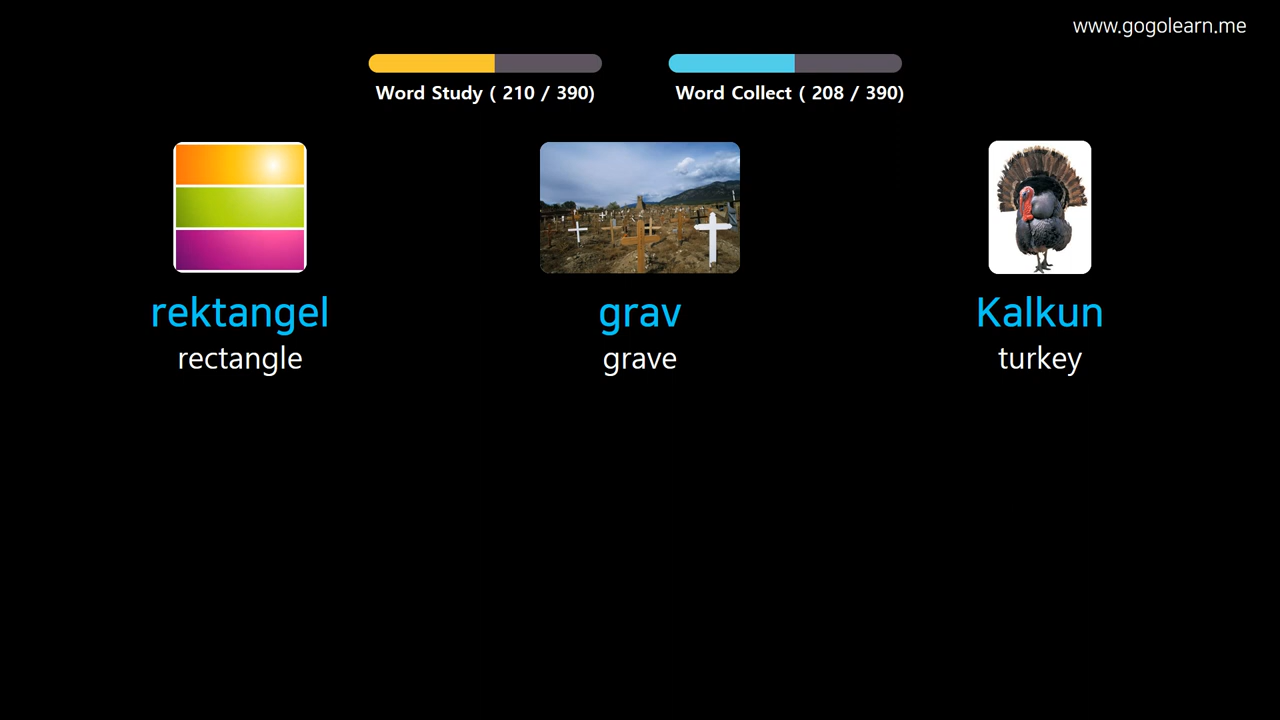 www.gogolearn.me
Word Study ( 210 / 390)
Word Collect ( 208 / 390)
rektangel
grav
Kalkun
rectangle
grave
turkey